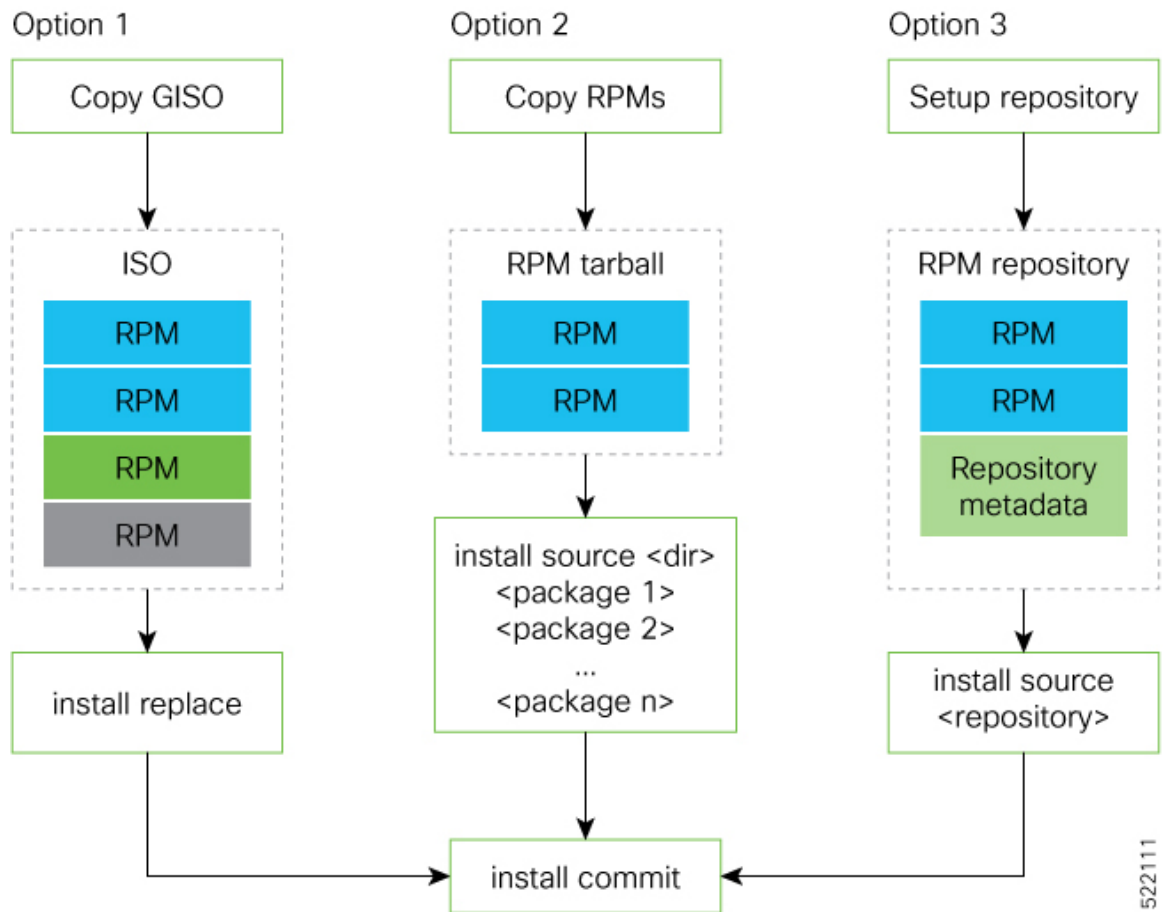 Option 1
Option 2
Option 3
Copy GISO
Copy RPMs
Setup repository
ISO
RPM
RPM
RPM
RPM
install replace
RPM tarball
RPM
RPM
install source <dir>
<package 1>
<package 2>
...
<package n>
RPM repository
RPM
RPM
Repository
metadata
install source
<repository>
install commit
522111